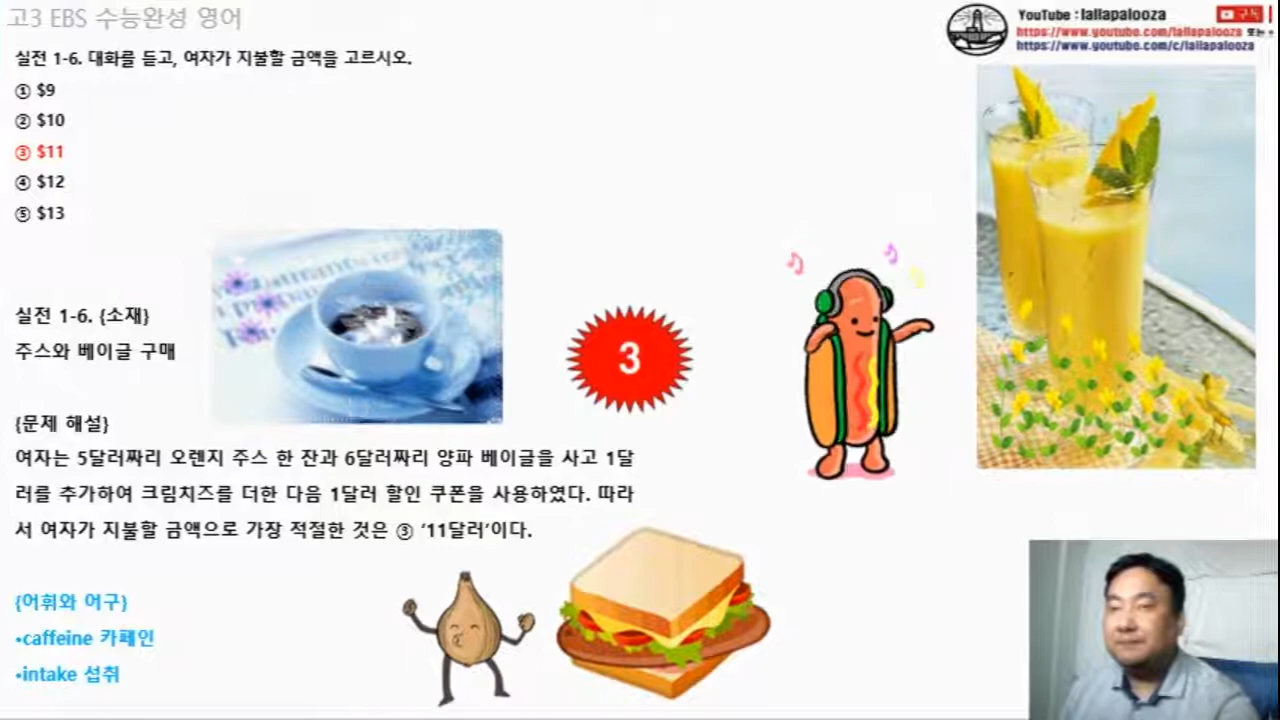 고3 EBS 수능완성 영어
YouTube : lallapalooza
구독
https://www.youtube.com/lallapalooza 또는
https://www.youtube.com/c/lallapalooza
실전 1-6. 대화를 듣고, 여자가 지불할 금액을 고르시오.
① $9
② $10
③ $11
④ $12
⑤ $13
실전 1-6. {소재}
주스와 베이글 구매
3
{문제 해설}
여자는 5달러짜리 오렌지 주스 한 잔과 6달러짜리 양파 베이글을 사고 1달
러를 추가하여 크림치즈를 더한 다음 1달러 할인 쿠폰을 사용하였다. 따라
서 여자가 지불할 금액으로 가장 적절한 것은 ③ ‘11달러’이다.
{어휘와 어구}
•caffeine 카페인
•intake 섭취